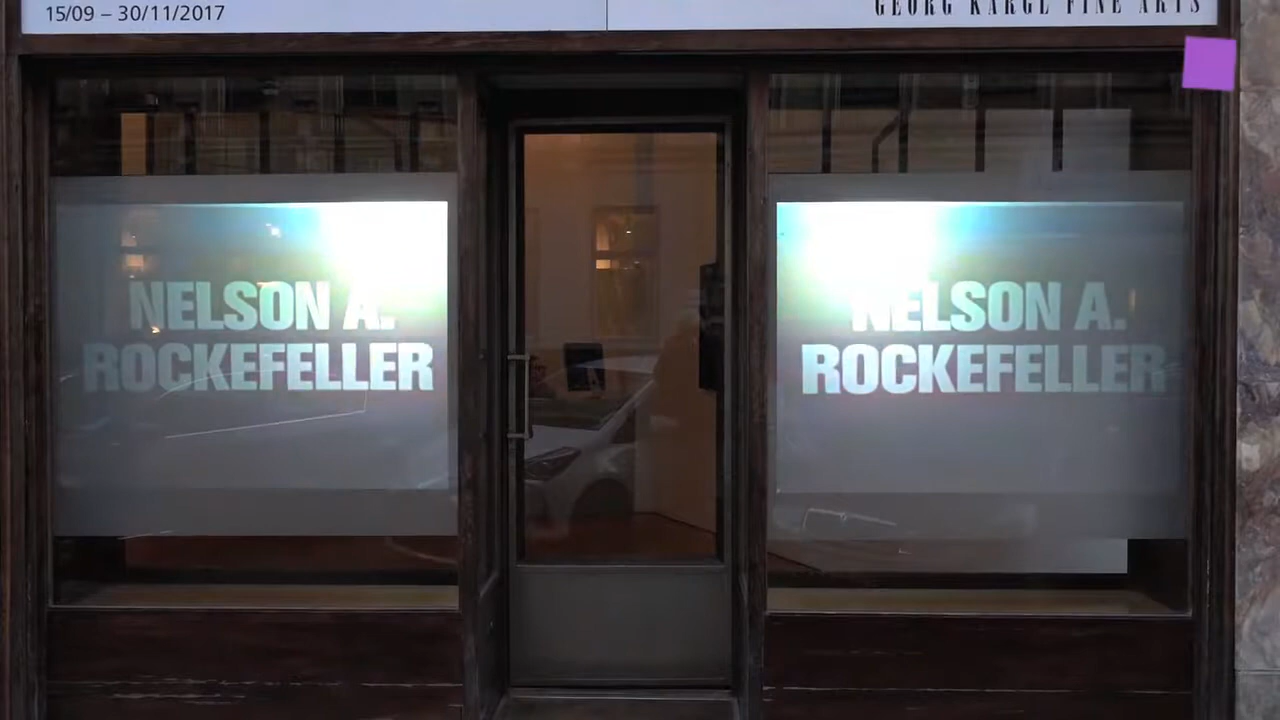 15/09 – 30/11/2017
GEORG KARGL FINE ARTS
NELSON A.
ROCKEFELLER
NELSON A.
ROCKEFELLER